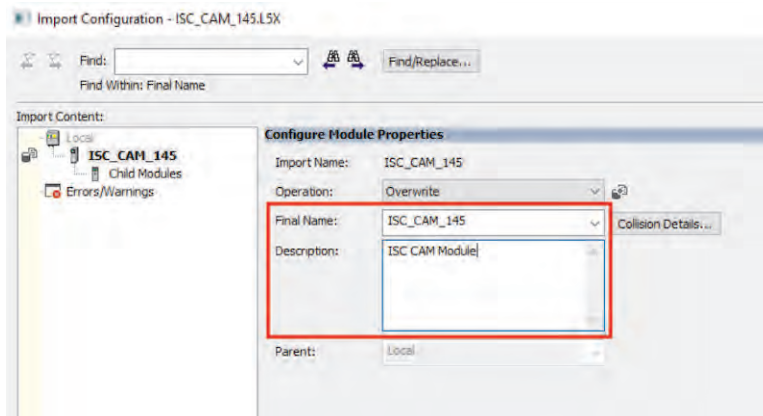 Import Configuration - ISC_CAM_145.L5X
Find:
Find/Replace...
Find Within: Final Name
Import Content:
Local
ISC_CAM_145
Child Modules
Errors/Warnings
Configure Module Properties
Import Name: ISC_CAM_145
Operation: Overwrite
Final Name: ISC_CAM_145
Collision Details...
Description: ISC CAM Module
Parent: Local